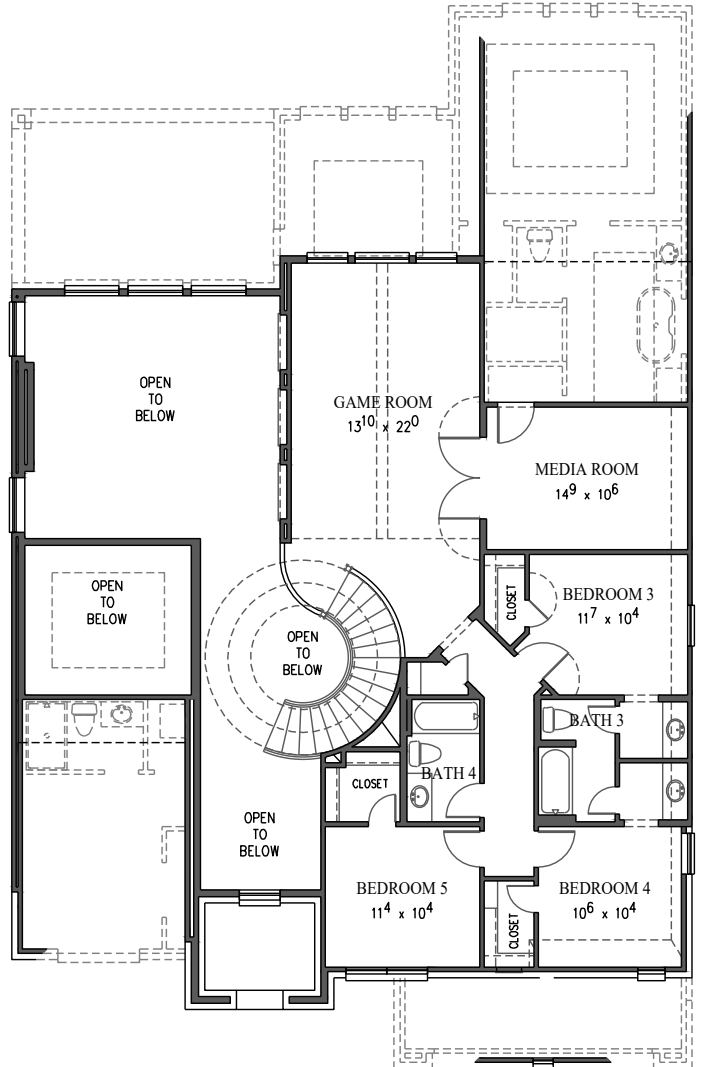 OPEN
TO
BELOW
GAME ROOM
13¹⁰ x 22⁰
MEDIA ROOM
14⁹ x 10⁶
OPEN
TO
BELOW
CLOSET
BEDROOM 3
11⁷ x 10⁴
OPEN
TO
BELOW
BATH 3
BATH 4
CLOSET
OPEN
TO
BELOW
BEDROOM 5
11⁴ x 10⁴
BEDROOM 4
10⁶ x 10⁴
CLOSET